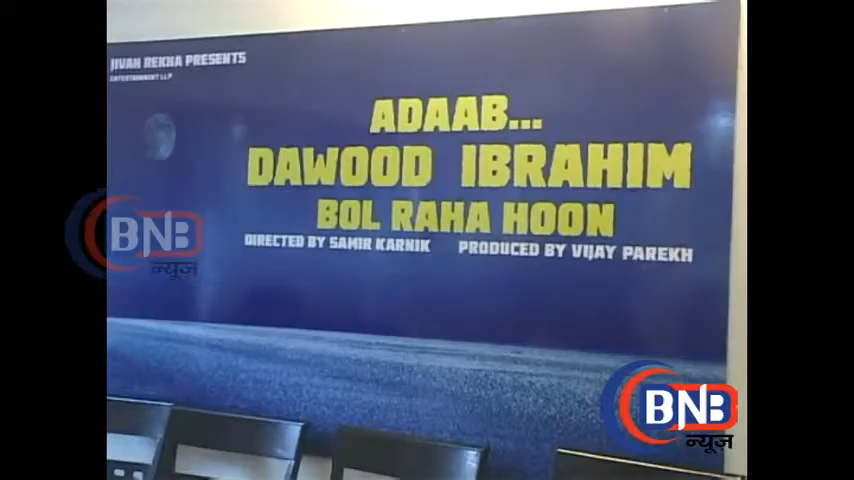 JIVAN REKHA PRESENTS
ENTERTAINMENT LLP
ADAAB...
DAWOOD IBRAHIM
BOL RAHA HOON
DIRECTED BY SAMIR KARNIK PRODUCED BY VIJAY PAREKH
BNB
न्यूज़
BNB
न्यूज़